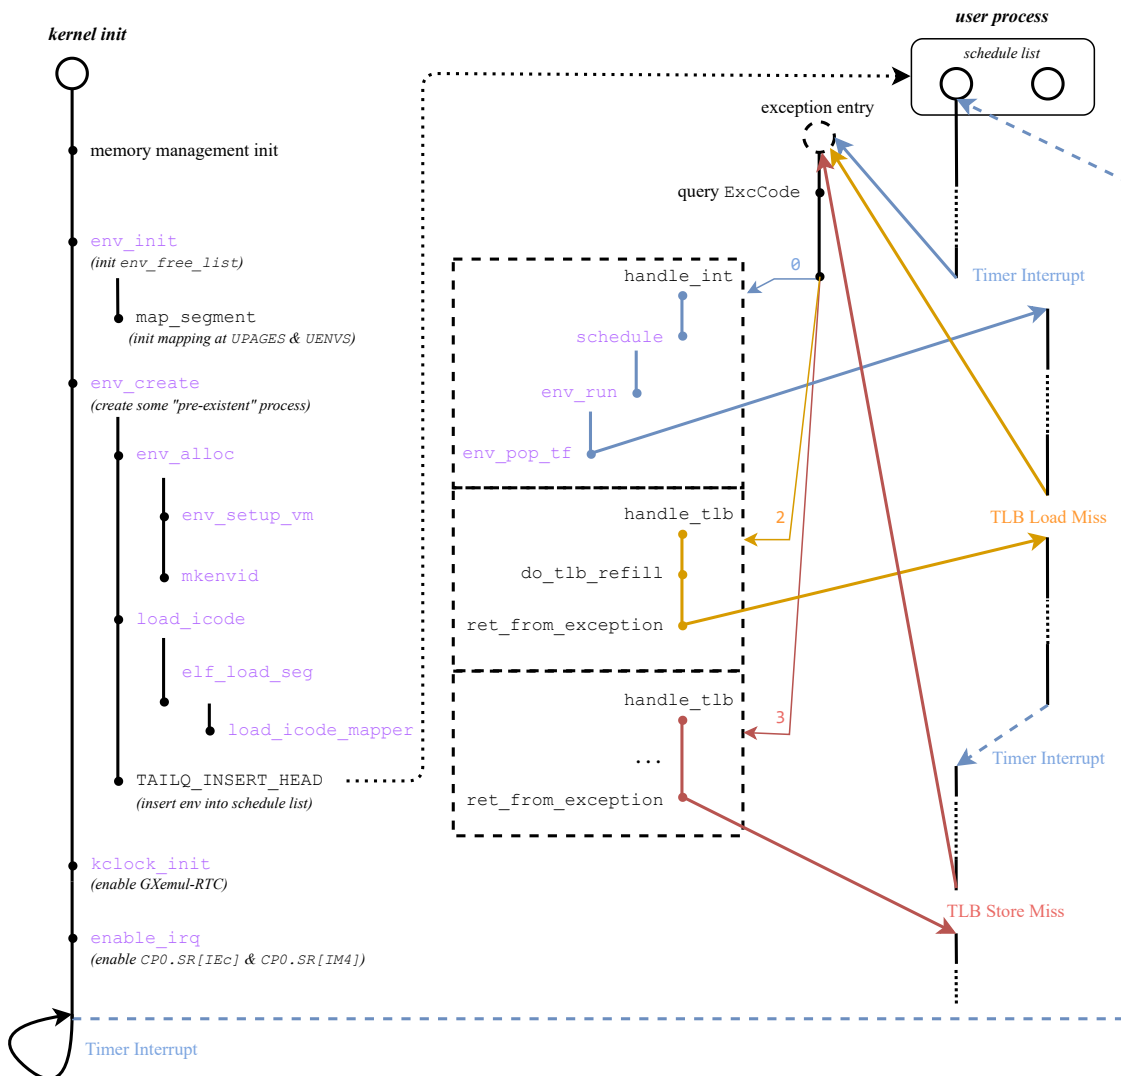 kernel init
memory management init
env_init
(init env_free_list)
map_segment
(init mapping at UPAGES & UENVS)
env_create
(create some "pre-existent" process)
env_alloc
env_setup_vm
mkenvid
load_icode
elf_load_seg
load_icode_mapper
TAILQ_INSERT_HEAD
(insert env into schedule list)
kclock_init
(enable GXemul-RTC)
enable_irq
(enable CP0.SR[IEc] & CP0.SR[IM4])
Timer Interrupt
exception entry
query ExcCode
0
handle_int
schedule
env_run
env_pop_tf
handle_tlb
2
do_tlb_refill
ret_from_exception
handle_tlb
3
...
ret_from_exception
user process
schedule list
Timer Interrupt
TLB Load Miss
Timer Interrupt
TLB Store Miss